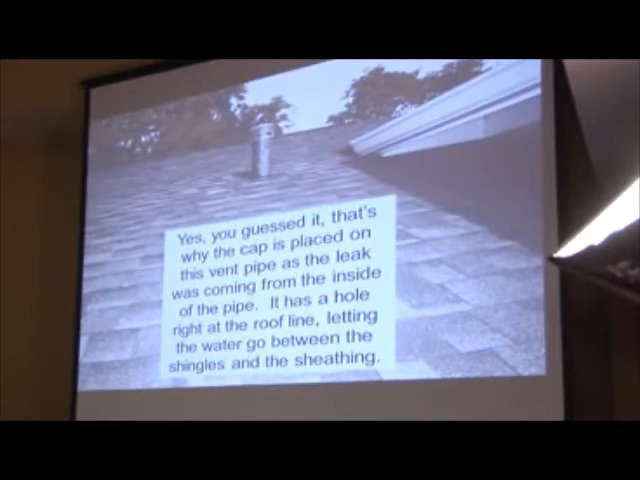 Yes, you guessed it, that's
why the cap is placed on
this vent pipe as the leak
was coming from the inside
of the pipe. It has a hole
right at the roof line, letting
the water go between the
shingles and the sheathing.